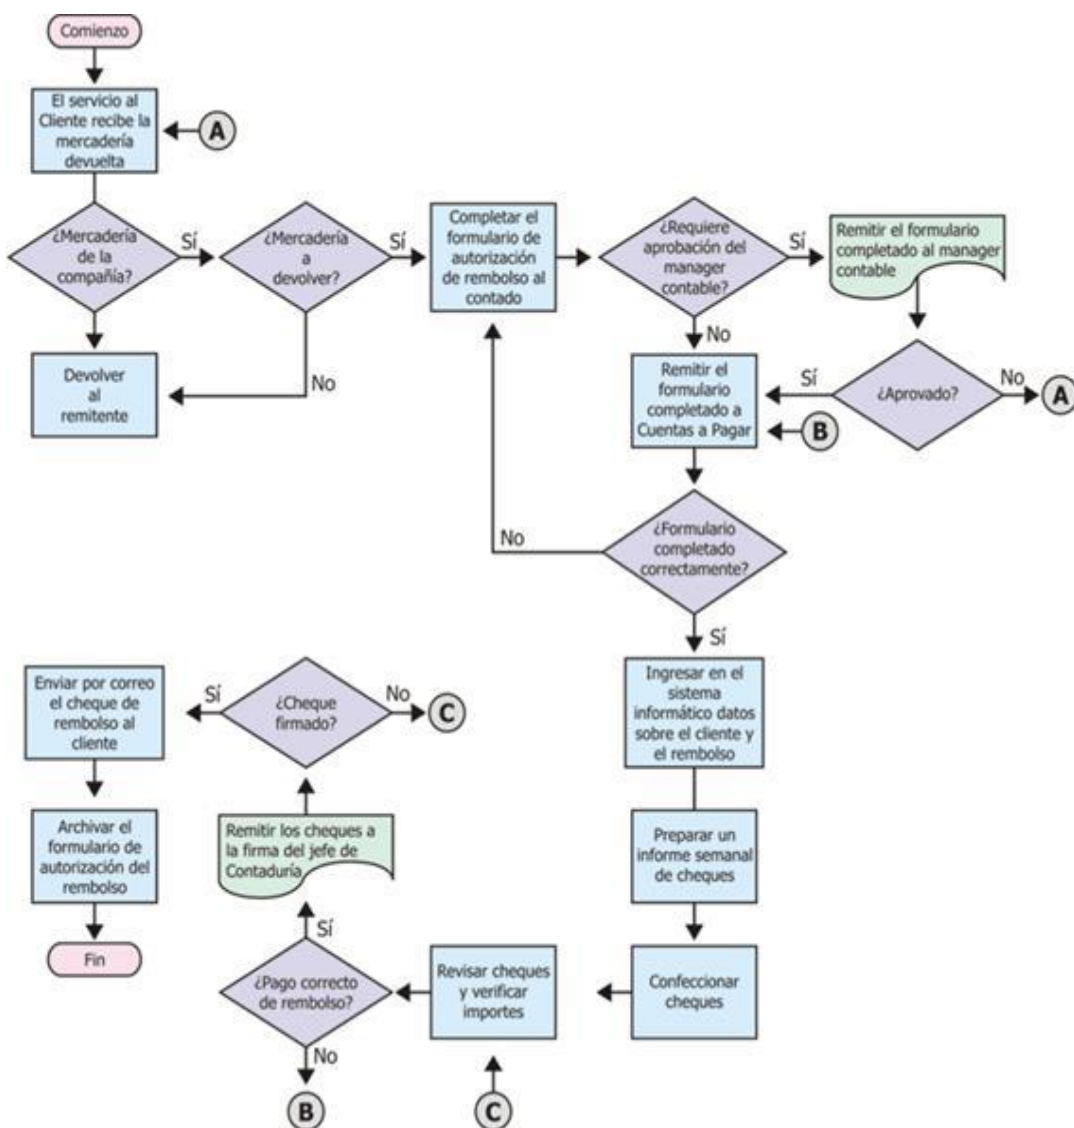 Comienzo
El servicio al
Cliente recibe la
mercadería
devuelta
A
¿Mercadería
de la
compañía?
Sí
¿Mercadería
a
devolver?
Sí
Completar el
formulario de
autorización
de rembolso al
contado
¿Requiere
aprobación del
manager
contable?
Sí
Remitir el formulario
completado al manager
contable
Devolver
al
remitente
No
No
Remitir el
formulario
completado a
Cuentas a Pagar
Sí
¿Aprobado?
No
A
B
¿Formulario
completado
correctamente?
No
Sí
Ingresar en el
sistema
informático datos
sobre el cliente y
el rembolso
Preparar un
informe semanal
de cheques
Confeccionar
cheques
Revisar cheques
y verificar
importes
C
¿Pago correcto
de rembolso?
No
B
Sí
Remitir los cheques a
la firma del jefe de
Contaduría
¿Cheque
firmado?
No
C
Sí
Enviar por correo
el cheque de
rembolso al
cliente
Archivar el
formulario de
autorización del
rembolso
Fin